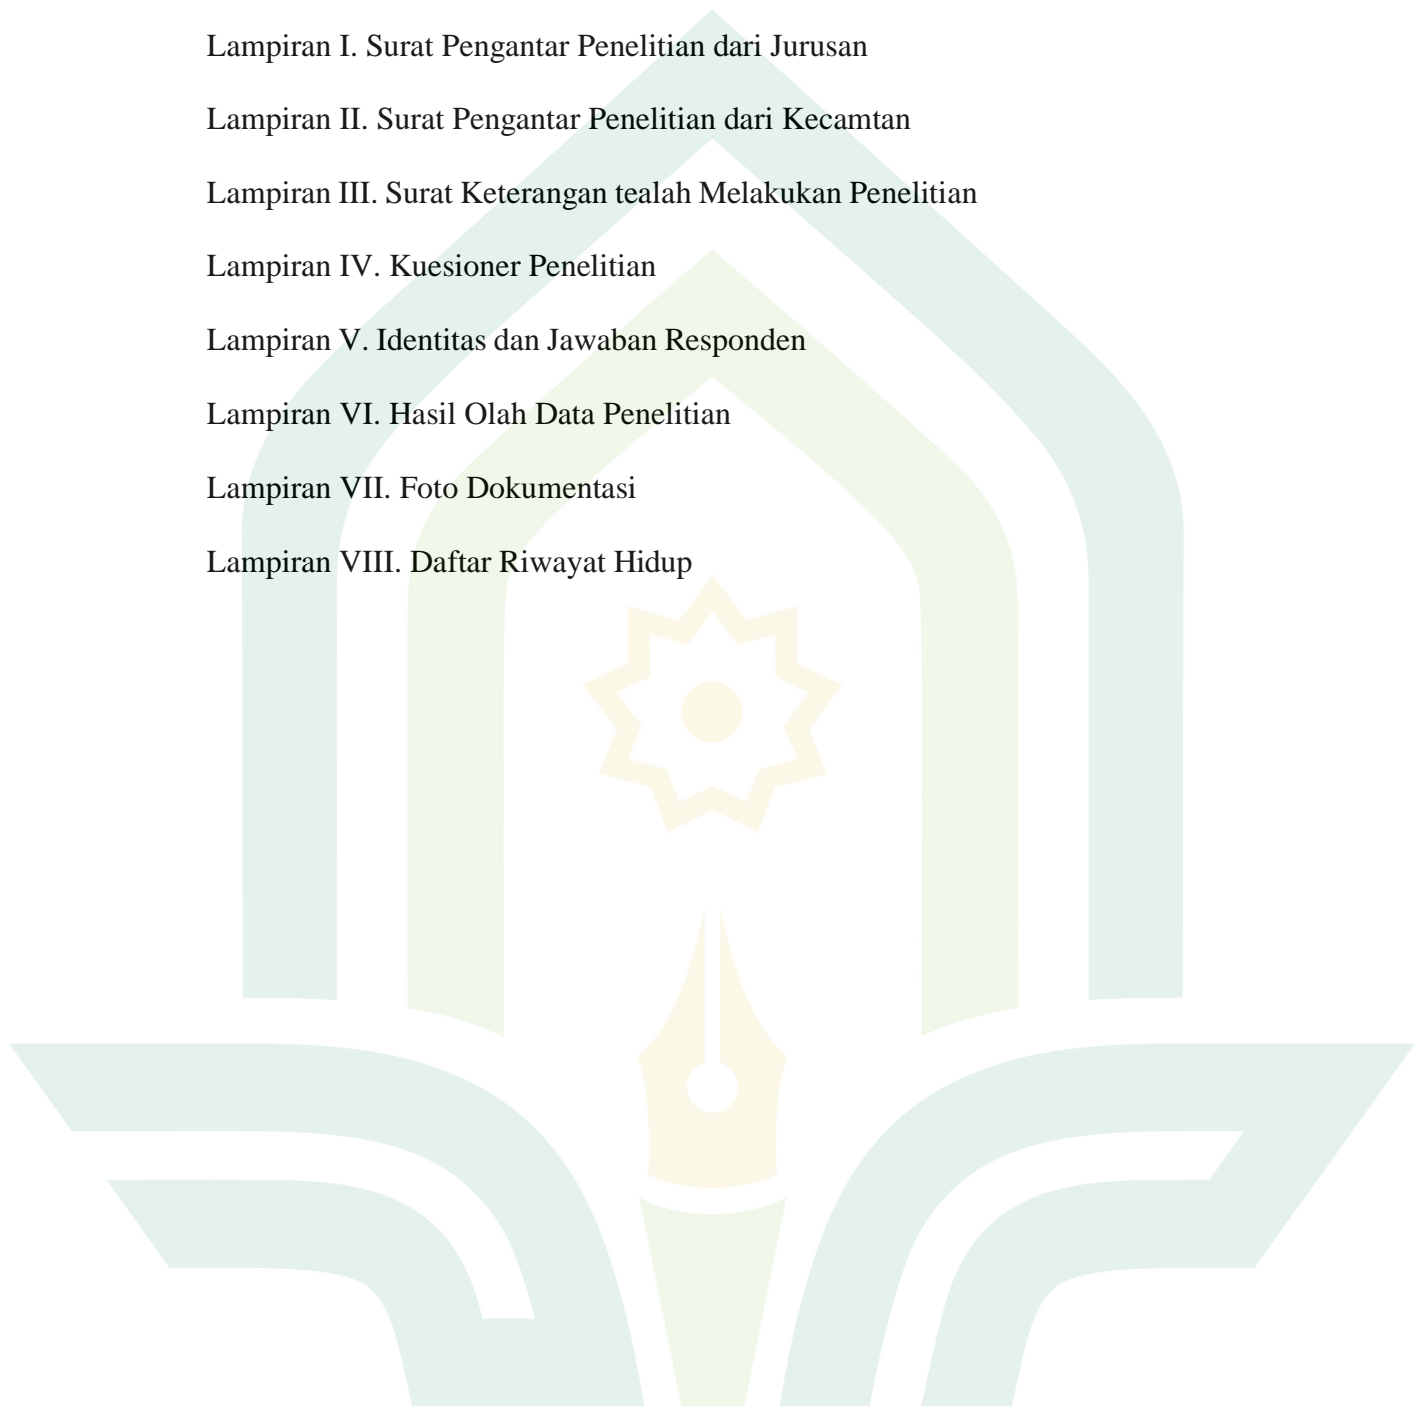 Lampiran I. Surat Pengantar Penelitian dari Jurusan
Lampiran II. Surat Pengantar Penelitian dari Kecamtan
Lampiran III. Surat Keterangan tealah Melakukan Penelitian
Lampiran IV. Kuesioner Penelitian
Lampiran V. Identitas dan Jawaban Responden
Lampiran VI. Hasil Olah Data Penelitian
Lampiran VII. Foto Dokumentasi
Lampiran VIII. Daftar Riwayat Hidup